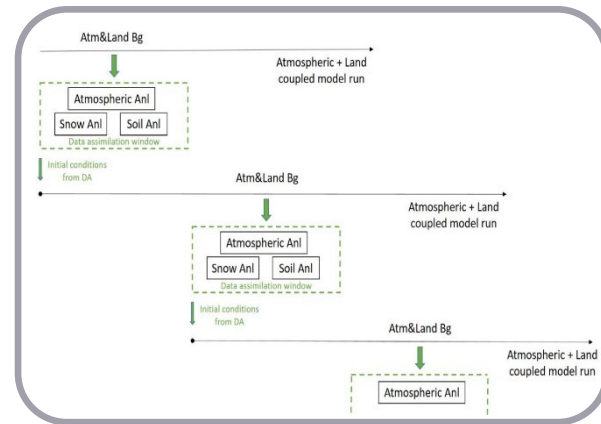 Atm&Land Bg
Atmospheric + Land
coupled model run
Atmospheric Anl
Snow Anl
Soil Anl
Data assimilation window
Initial conditions
from DA
Atm&Land Bg
Atmospheric + Land
coupled model run
Atmospheric Anl
Snow Anl
Soil Anl
Data assimilation window
Initial conditions
from DA
Atm&Land Bg
Atmospheric + Land
coupled model run
Atmospheric Anl